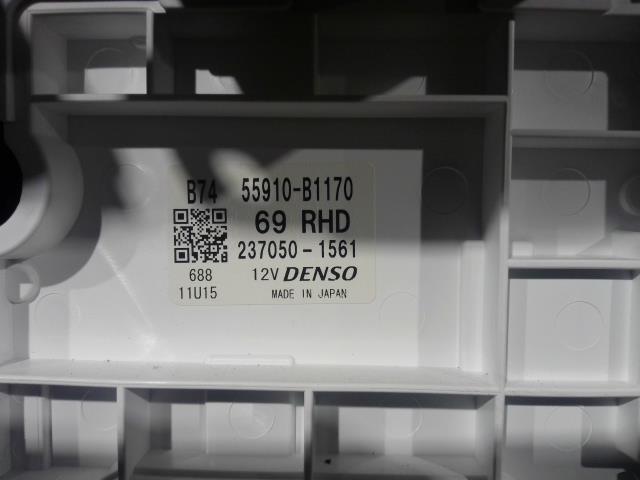 B74 55910-B1170
69 RHD
237050-1561
688 12V DENSO
11U15 MADE IN JAPAN